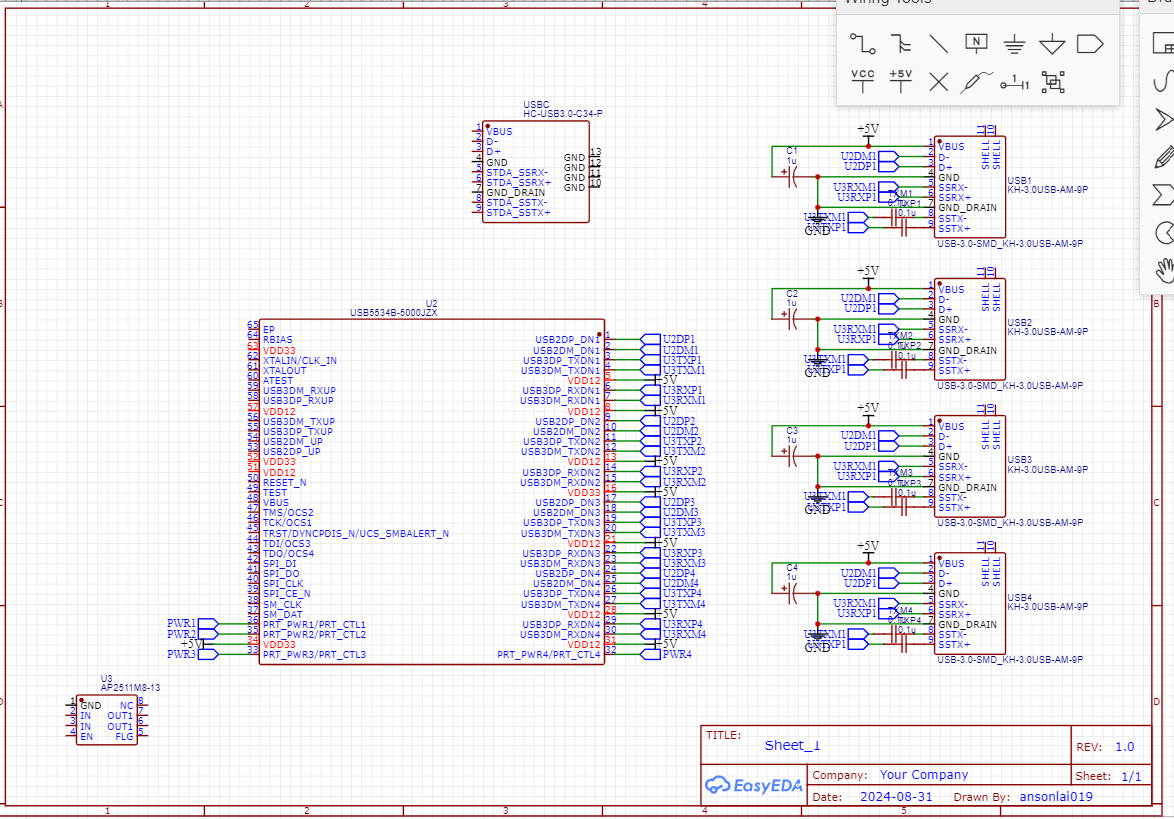 Wiring Tools
N
VCC
+5V
1
2
3
4
USBC
HC-USB3.0-C34-P
1 VBUS
2 D-
3 D+
4 GND
5 STDA_SSRX-
6 STDA_SSRX+
7 GND_DRAIN
8 STDA_SSTX-
9 STDA_SSTX+
GND 13
GND 12
GND 11
GND 10
+5V
C1
1u
U2DM1
U2DP1
U3RXM1
U3RXP1
TXM1
TXP1
0.1u
GND
1 VBUS
2 D-
3 D+
4 GND
5 SSRX-
6 SSRX+
7 GND_DRAIN
8 SSTX-
9 SSTX+
SHELL 11
SHELL 10
USB1
KH-3.0USB-AM-9P
USB-3.0-SMD_KH-3.0USB-AM-9P
+5V
C2
1u
U2DM1
U2DP1
U3RXM1
U3RXP1
TXM2
TXP2
0.1u
GND
1 VBUS
2 D-
3 D+
4 GND
5 SSRX-
6 SSRX+
7 GND_DRAIN
8 SSTX-
9 SSTX+
SHELL 11
SHELL 10
USB2
KH-3.0USB-AM-9P
USB-3.0-SMD_KH-3.0USB-AM-9P
+5V
C3
1u
U2DM1
U2DP1
U3RXM1
U3RXP1
TXM3
TXP3
0.1u
GND
1 VBUS
2 D-
3 D+
4 GND
5 SSRX-
6 SSRX+
7 GND_DRAIN
8 SSTX-
9 SSTX+
SHELL 11
SHELL 10
USB3
KH-3.0USB-AM-9P
USB-3.0-SMD_KH-3.0USB-AM-9P
+5V
C4
1u
U2DM1
U2DP1
U3RXM1
U3RXP1
TXM4
TXP4
0.1u
GND
1 VBUS
2 D-
3 D+
4 GND
5 SSRX-
6 SSRX+
7 GND_DRAIN
8 SSTX-
9 SSTX+
SHELL 11
SHELL 10
USB4
KH-3.0USB-AM-9P
USB-3.0-SMD_KH-3.0USB-AM-9P
U2
USB5534B-5000JZX
65 EP
64 RBIAS
63 VDD33
62 XTALIN/CLK_IN
61 XTALOUT
60 ATEST
59 USB3DM_RXUP
58 USB3DP_RXUP
57 VDD12
56 USB3DM_TXUP
55 USB3DP_TXUP
54 USB2DM_UP
53 USB2DP_UP
52 VDD33
51 VDD12
50 RESET_N
49 TEST
48 VBUS
47 TMS/OCS2
46 TCK/OCS1
45 TRST/DYNCPDIS_N/UCS_SMBALERT_N
44 TDI/OCS3
43 TDO/OCS4
42 SPI_DI
41 SPI_DO
40 SPI_CLK
39 SPI_CE_N
38 SM_CLK
37 SM_DAT
PWR1 36 PRT_PWR1/PRT_CTL1
PWR2 35 PRT_PWR2/PRT_CTL2
+5V 34 VDD33
PWR3 33 PRT_PWR3/PRT_CTL3
USB2DP_DN1 1 U2DP1
USB2DM_DN1 2 U2DM1
USB3DP_TXDN1 3 U3TXP1
USB3DM_TXDN1 4 U3TXM1
VDD12 5 +5V
USB3DP_RXDN1 6 U3RXP1
USB3DM_RXDN1 7 U3RXM1
VDD12 8 +5V
USB2DP_DN2 9 U2DP2
USB2DM_DN2 10 U2DM2
USB3DP_TXDN2 11 U3TXP2
USB3DM_TXDN2 12 U3TXM2
VDD12 13 +5V
USB3DP_RXDN2 14 U3RXP2
USB3DM_RXDN2 15 U3RXM2
VDD33 16 +5V
USB2DP_DN3 17 U2DP3
USB2DM_DN3 18 U2DM3
USB3DP_TXDN3 19 U3TXP3
USB3DM_TXDN3 20 U3TXM3
VDD12 21 +5V
USB3DP_RXDN3 22 U3RXP3
USB3DM_RXDN3 23 U3RXM3
USB2DP_DN4 24 U2DP4
USB2DM_DN4 25 U2DM4
USB3DP_TXDN4 26 U3TXP4
USB3DM_TXDN4 27 U3TXM4
VDD12 28 +5V
USB3DP_RXDN4 29 U3RXP4
USB3DM_RXDN4 30 U3RXM4
VDD12 31 +5V
PRT_PWR4/PRT_CTL4 32 PWR4
U3
AP2511M8-13
1 GND
2 IN
3 IN
4 EN
NC 8
OUT1 7
OUT1 6
FLG 5
B
C
D
TITLE:
Sheet_1
REV: 1.0
EasyEDA
Company: Your Company
Sheet: 1/1
Date: 2024-08-31 Drawn By: ansonlai019
1
2
3
4
5